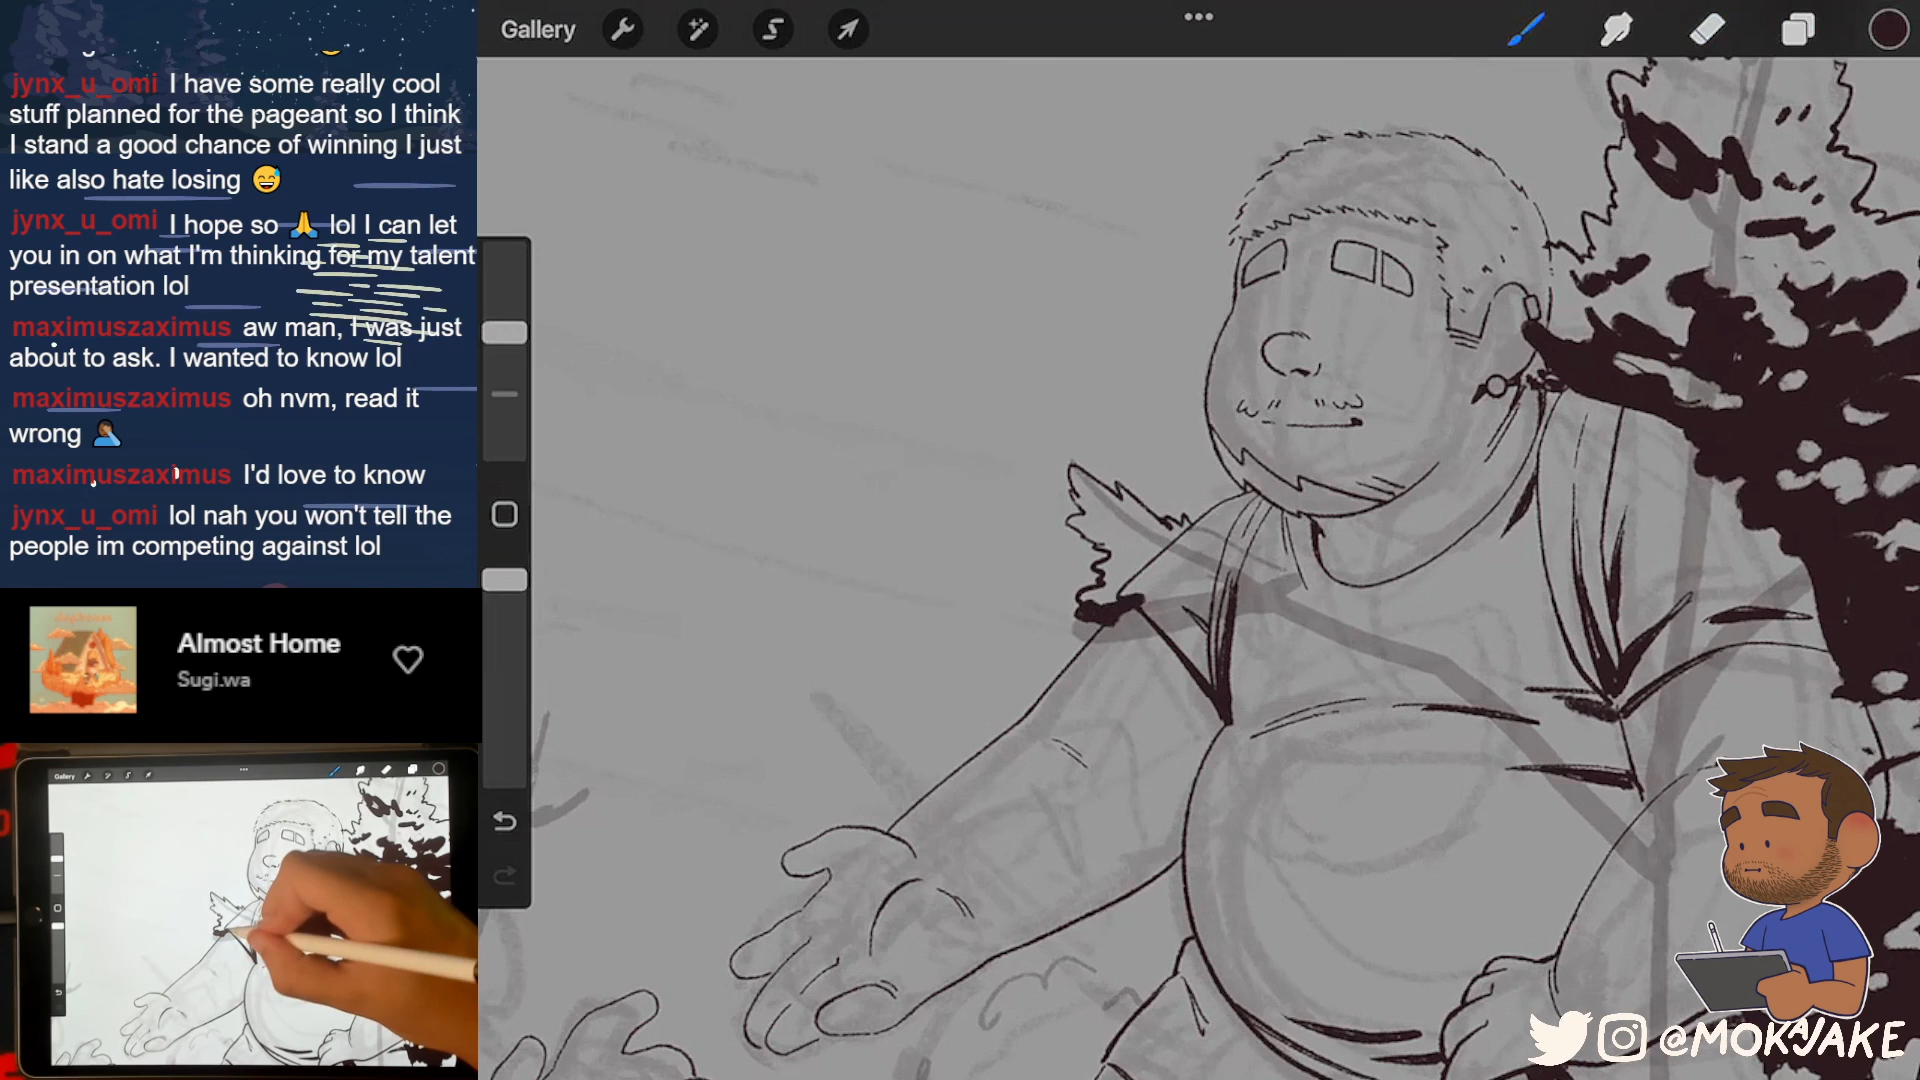 Gallery
jynx_u_omi I have some really cool
stuff planned for the pageant so I think
I stand a good chance of winning I just
like also hate losing 😅
jynx_u_omi I hope so 🙏 lol I can let
you in on what I'm thinking for my talent
presentation lol
maximuszaximus aw man, I was just
about to ask. I wanted to know lol
maximuszaximus oh nvm, read it
wrong 🤦🏾
maximuszaximus I'd love to know
jynx_u_omi lol nah you won't tell the
people im competing against lol
Almost Home
Sugi.wa
Gallery
@MOKAJAKE